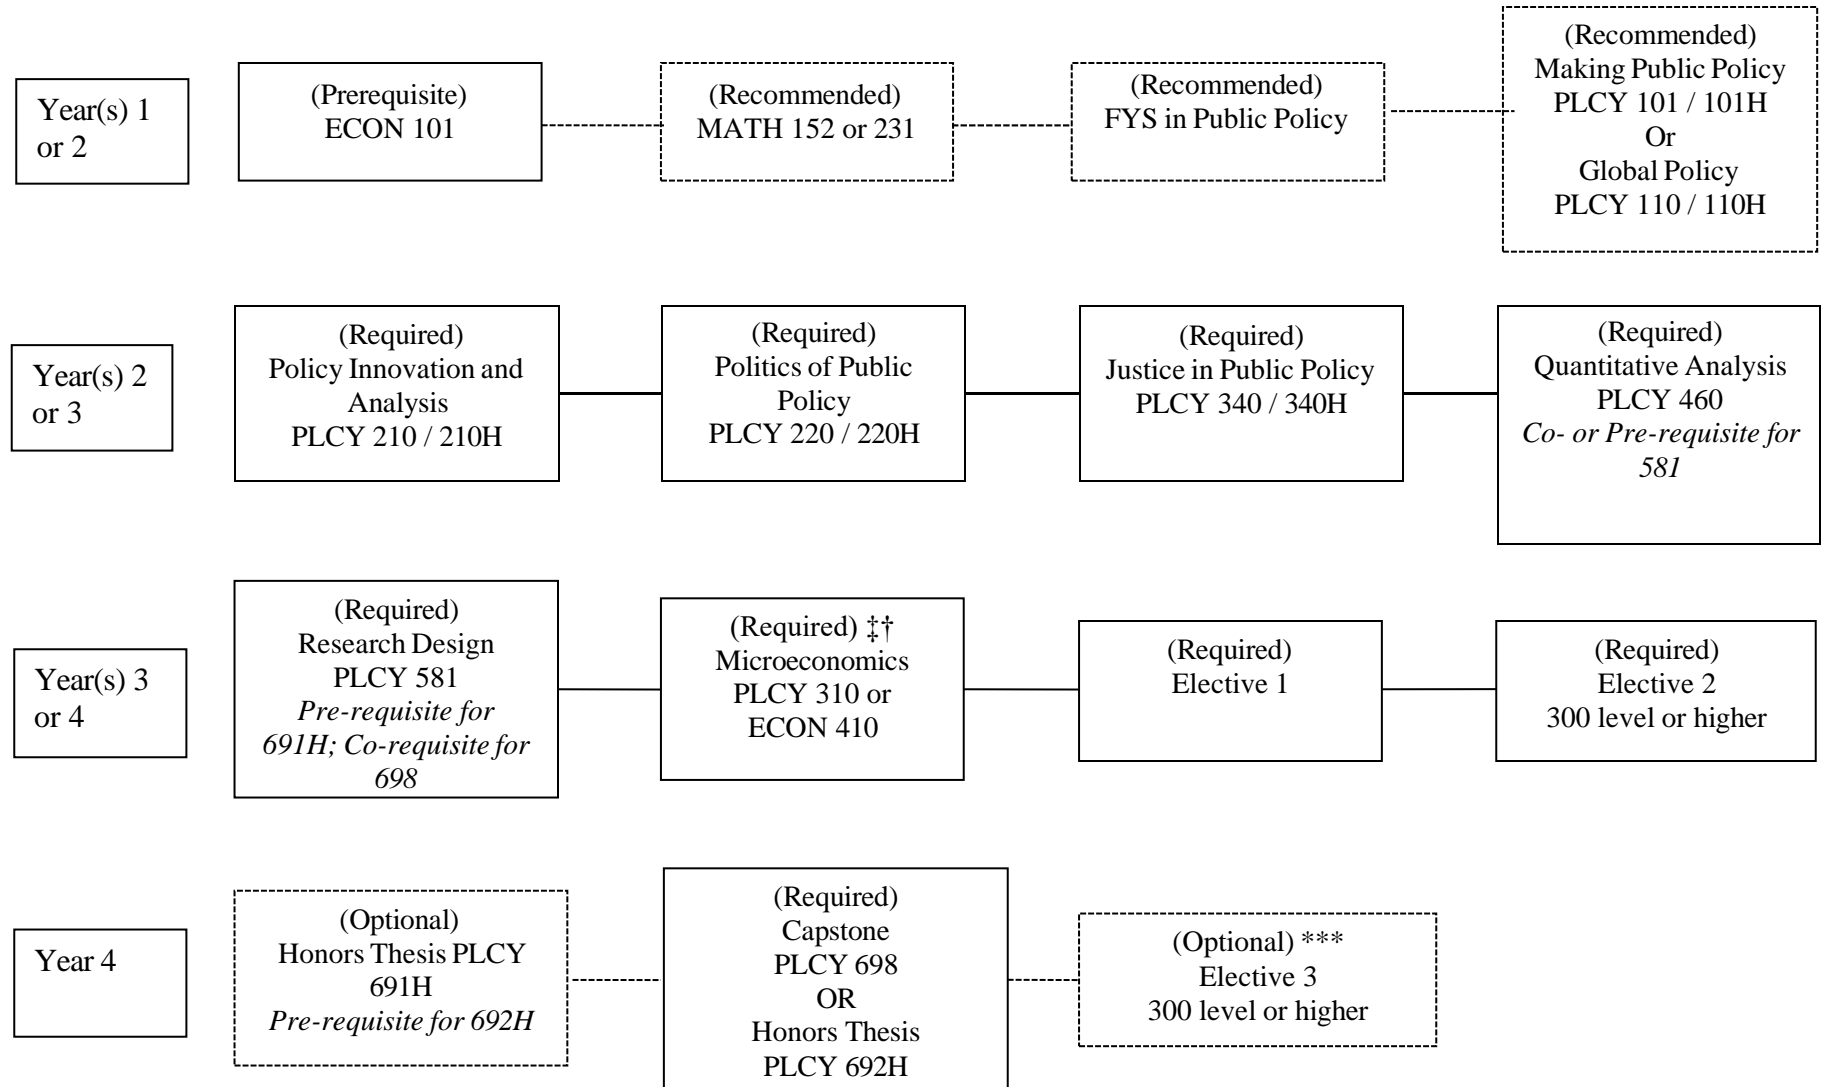 Year(s) 1
or 2
(Prerequisite)
ECON 101
(Recommended)
MATH 152 or 231
(Recommended)
FYS in Public Policy
(Recommended)
Making Public Policy
PLCY 101 / 101H
Or
Global Policy
PLCY 110 / 110H
Year(s) 2
or 3
(Required)
Policy Innovation and
Analysis
PLCY 210 / 210H
(Required)
Politics of Public
Policy
PLCY 220 / 220H
(Required)
Justice in Public Policy
PLCY 340 / 340H
(Required)
Quantitative Analysis
PLCY 460
Co- or Pre-requisite for
581
Year(s) 3
or 4
(Required)
Research Design
PLCY 581
Pre-requisite for
691H; Co-requisite for
698
(Required) ‡†
Microeconomics
PLCY 310 or
ECON 410
(Required)
Elective 1
(Required)
Elective 2
300 level or higher
Year 4
(Optional)
Honors Thesis PLCY
691H
Pre-requisite for 692H
(Required)
Capstone
PLCY 698
OR
Honors Thesis
PLCY 692H
(Optional) ***
Elective 3
300 level or higher